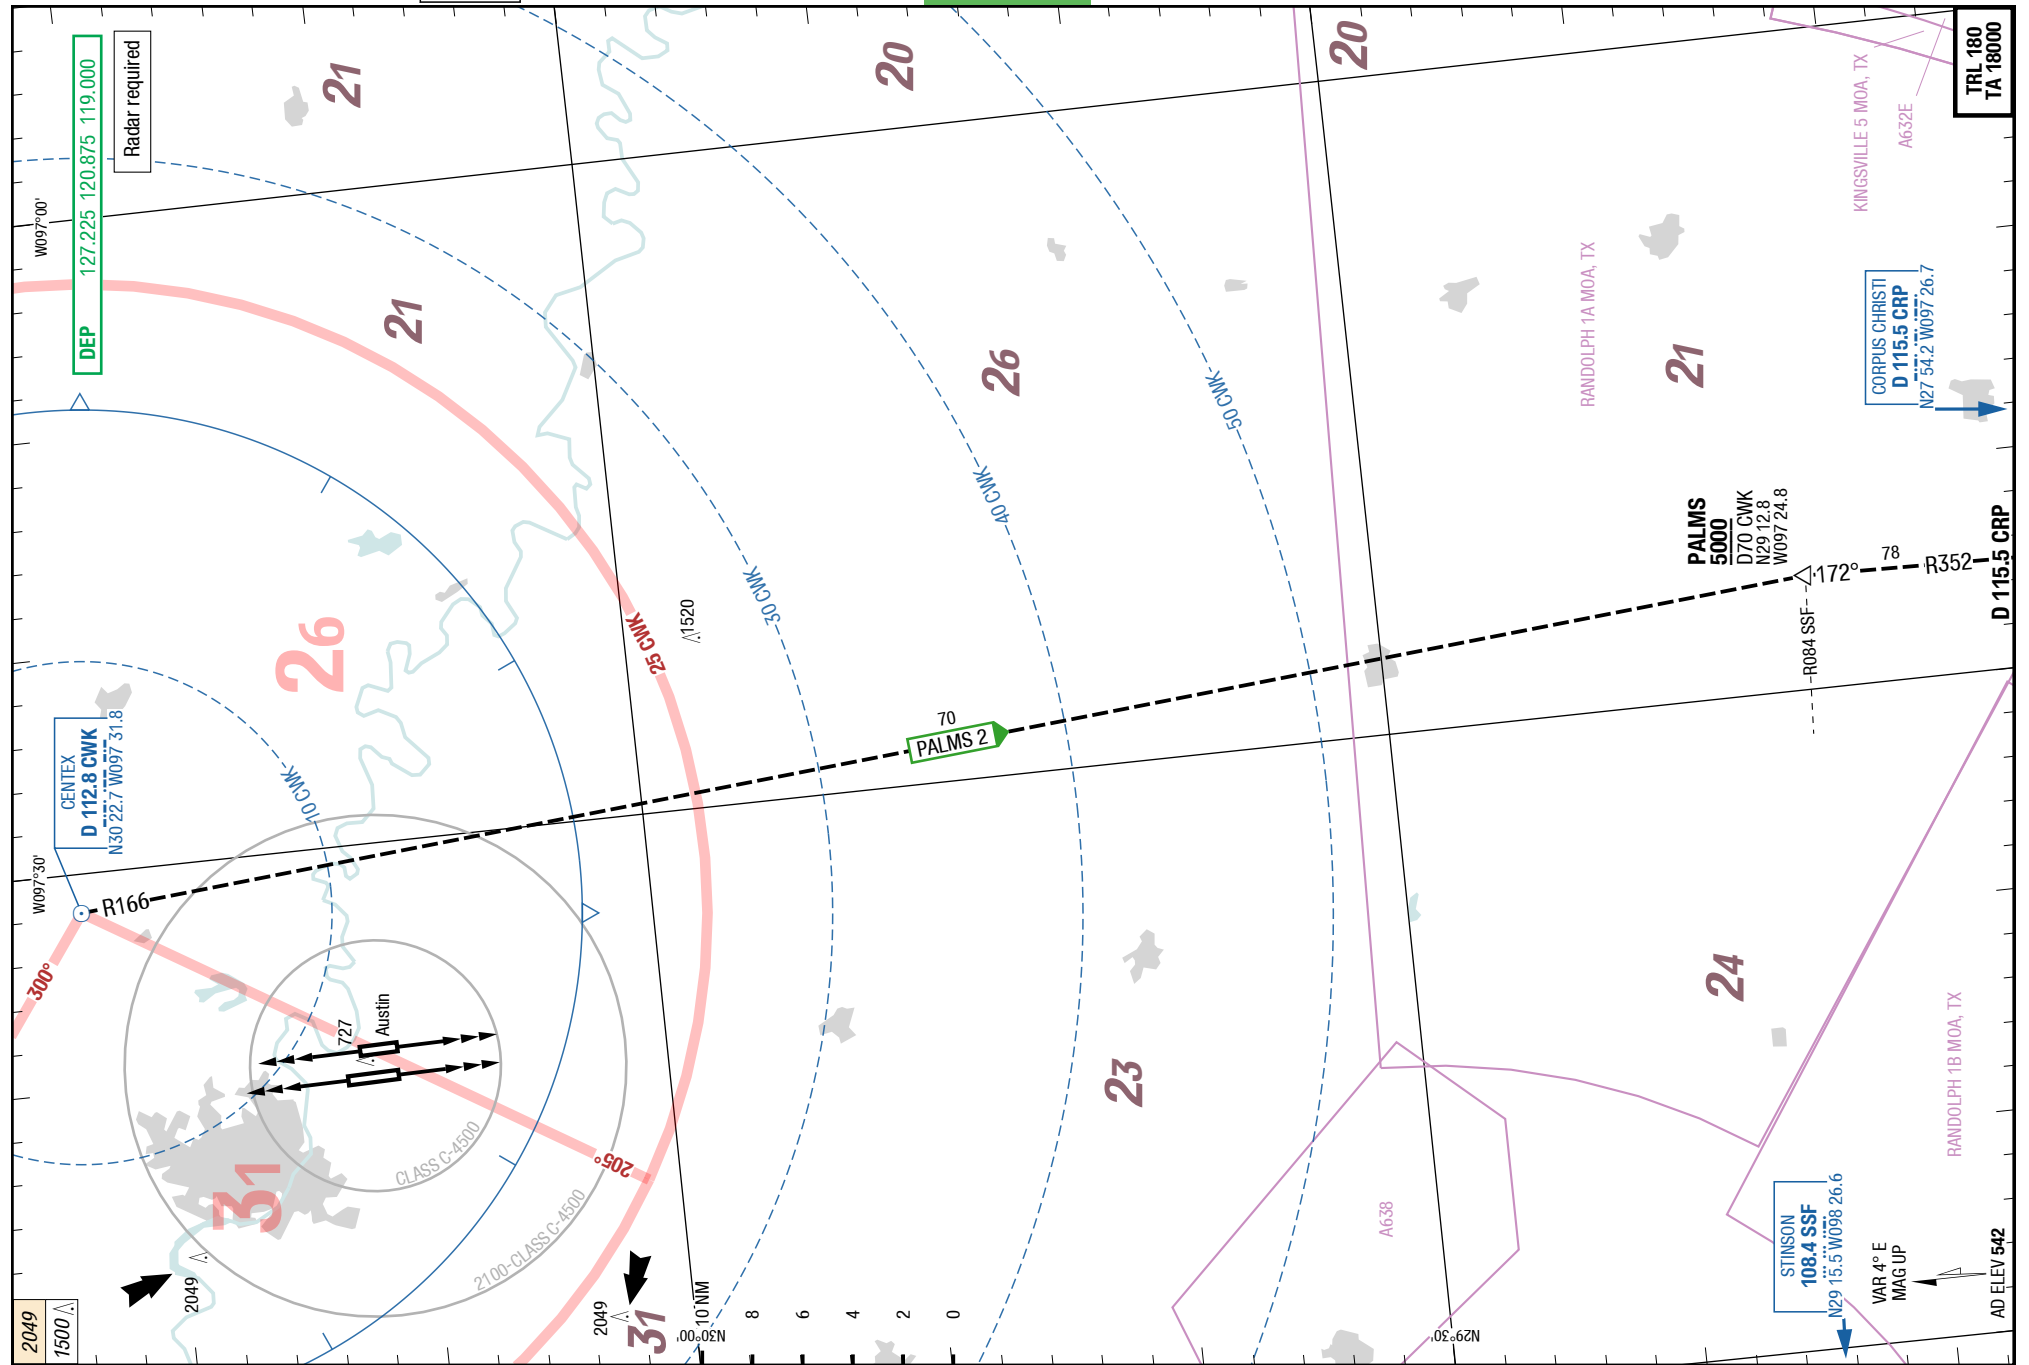 DEP 127.225 120.875 119.000
Radar required
W097°00'
21
20
20
TRL 180
TA 18000
KINGSVILLE 5 MOA, TX
A632E
21
26
50 CWK
RANDOLPH 1A MOA, TX
21
CORPUS CHRISTI
D 115.5 CRP
N27 54.2 W097 26.7
40 CWK
30 CWK
25 CWK
1520
26
PALMS
5000
D70 CWK
N29 12.8
W097 24.8
172°
78
R352
D 115.5 CRP
R084 SSF
CENTEX
D 112.8 CWK
N30 22.7 W097 31.8
10 CWK
70
PALMS 2
W097°30'
R166
300°
727
Austin
205°
CLASS C-4500
2100-CLASS C-4500
31
23
24
A638
RANDOLPH 1B MOA, TX
STINSON
108.4 SSF
N29 15.5 W098 26.6
VAR 4° E
MAG UP
AD ELEV 542
2049
1500
2049
2049
31
N30°00'
10 NM
8
6
4
2
0
N29°30'